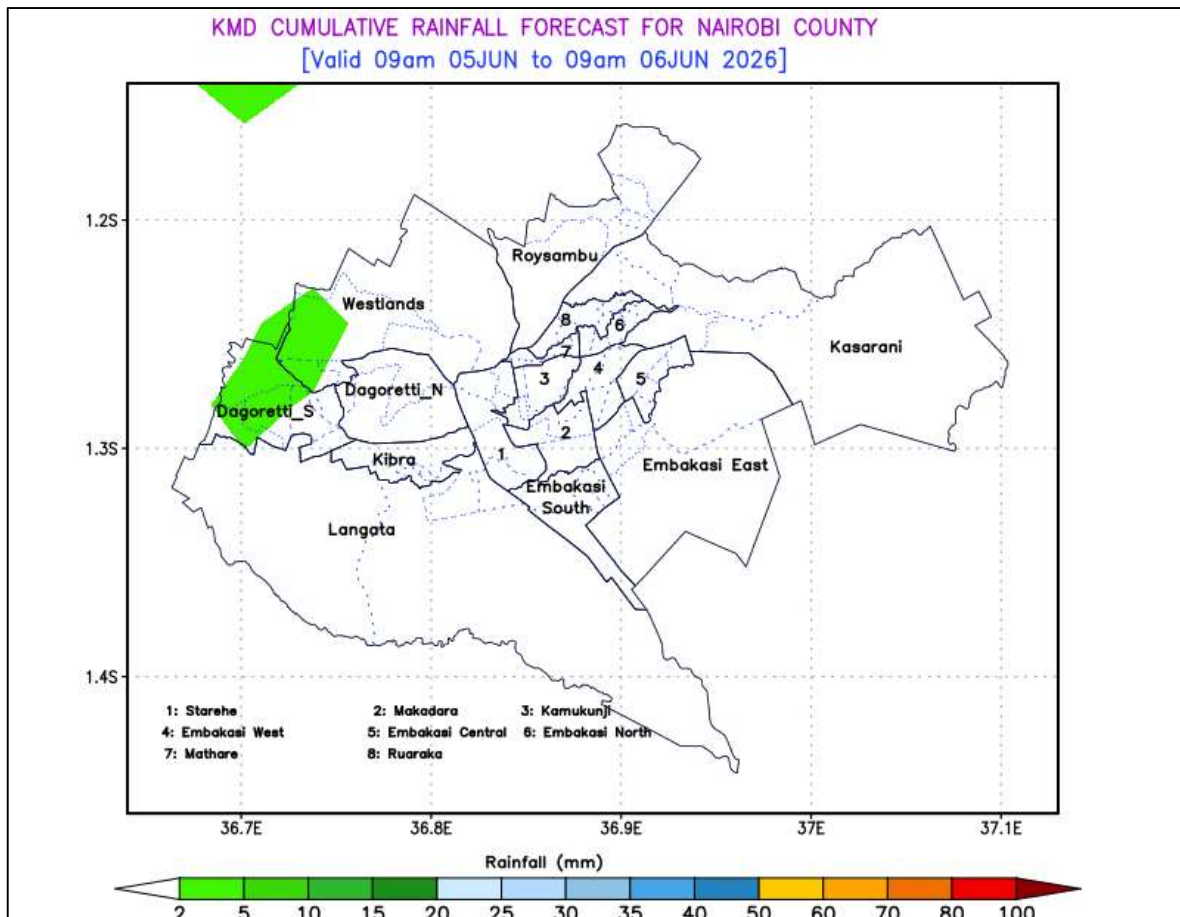 KMD CUMULATIVE RAINFALL FORECAST FOR NAIROBI COUNTY
[Valid 09am 05JUN to 09am 06JUN 2026]
1.2S
Roysambu
Westlands
8
6
Kasarani
7
4
Dagoretti_N
3
5
Dagoretti_S
2
1.3S
1
Kibra
Embakasi East
Embakasi
South
Langata
1.4S
1: Starehe 2: Makadara 3: Kamukunji
4: Embakasi West 5: Embakasi Central 6: Embakasi North
7: Mathare 8: Ruaraka
36.7E 36.8E 36.9E 37E 37.1E
Rainfall (mm)
2 5 10 15 20 25 30 35 40 50 60 70 80 100